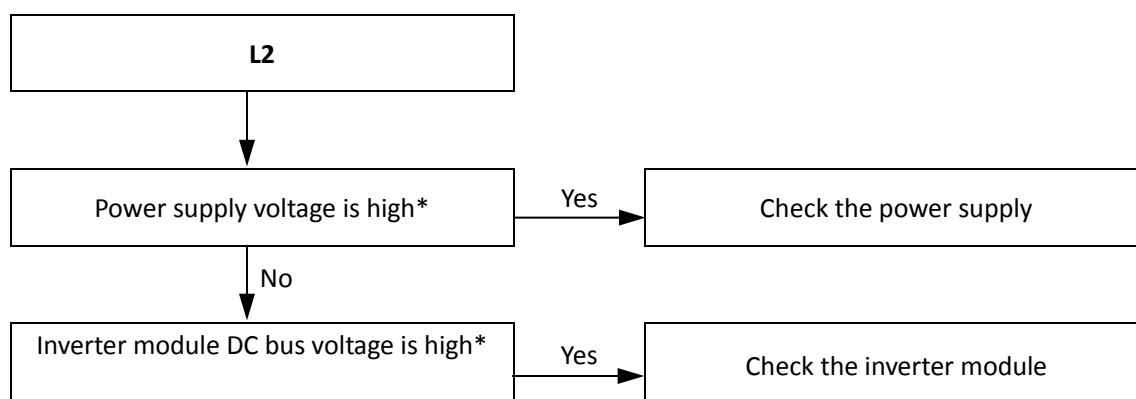 L2
Power supply voltage is high*
Yes
Check the power supply
No
Inverter module DC bus voltage is high*
Yes
Check the inverter module